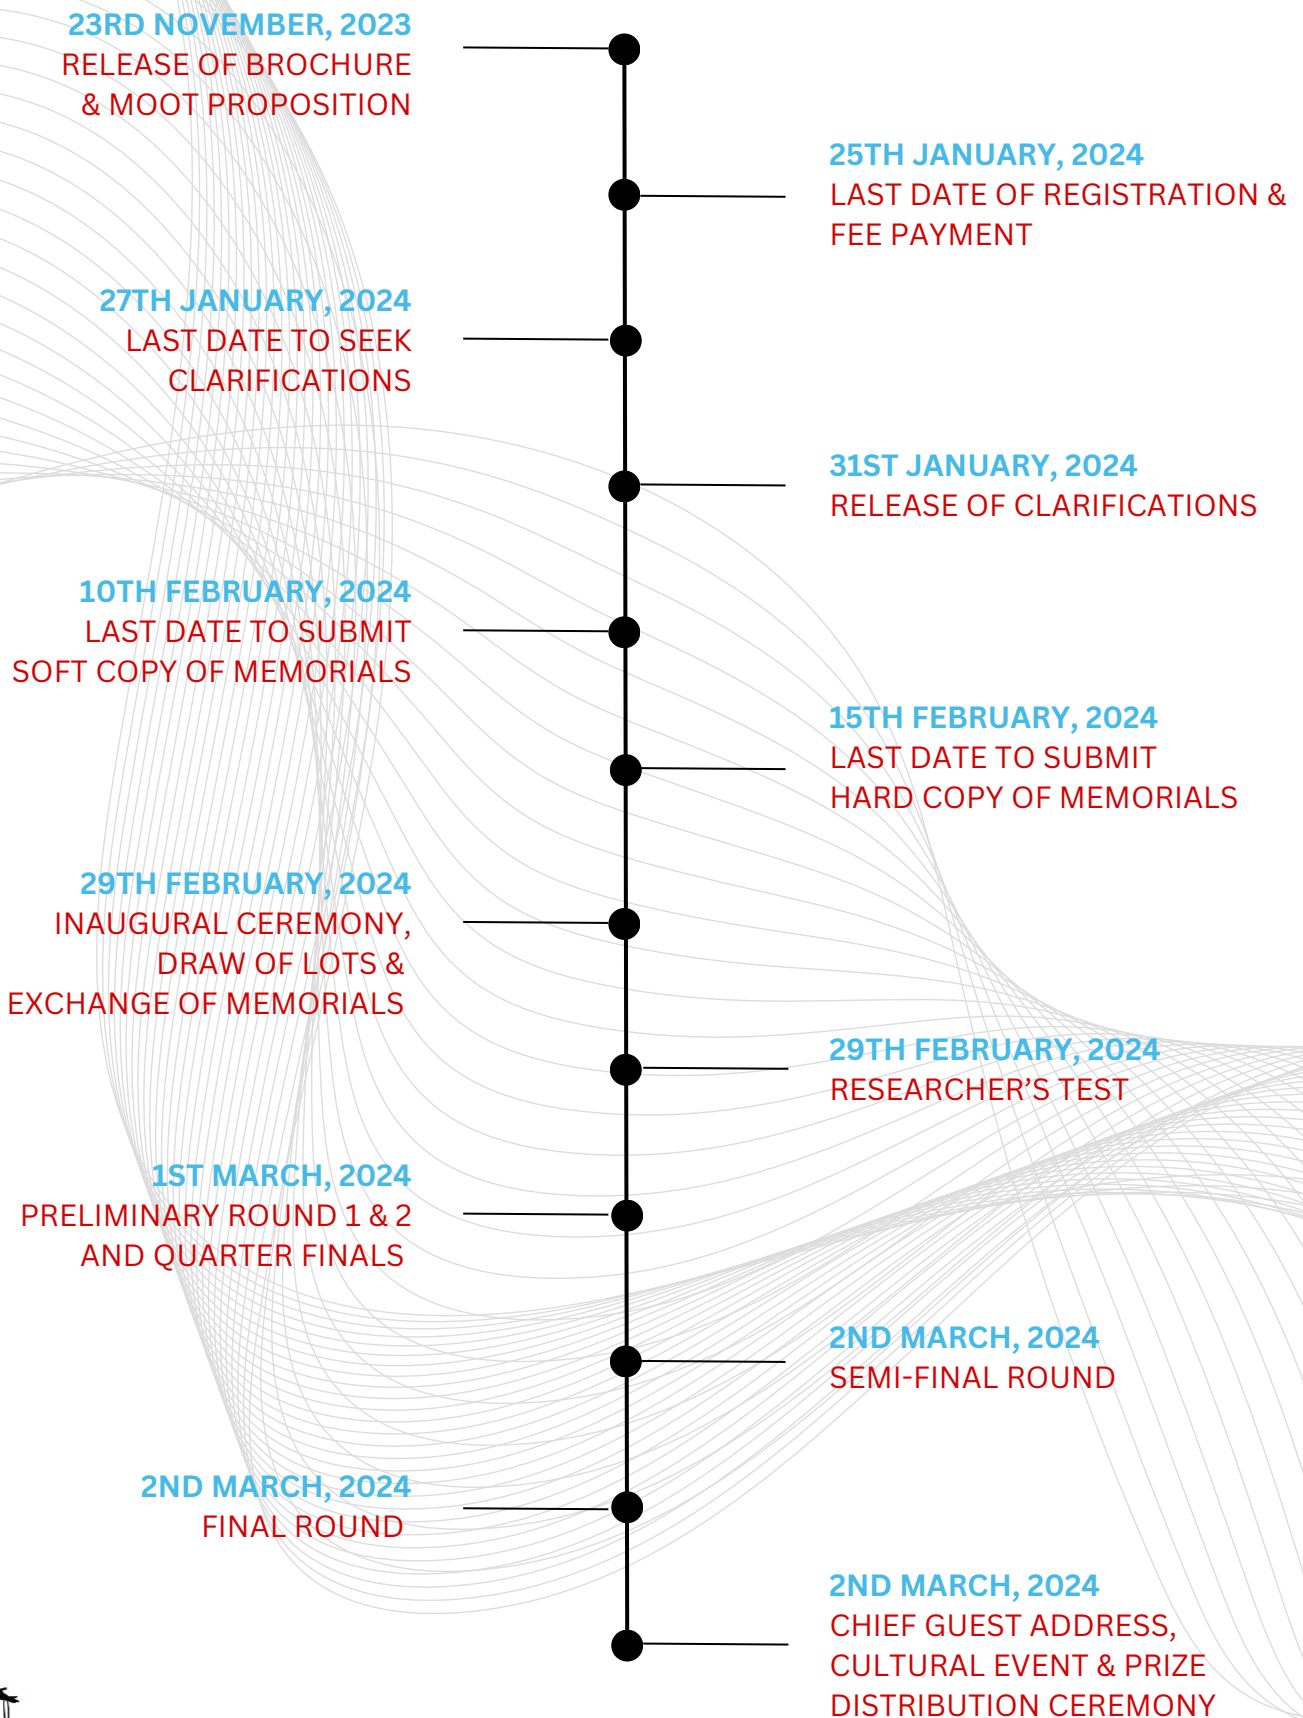 23RD NOVEMBER, 2023
RELEASE OF BROCHURE
& MOOT PROPOSITION
25TH JANUARY, 2024
LAST DATE OF REGISTRATION &
FEE PAYMENT
27TH JANUARY, 2024
LAST DATE TO SEEK
CLARIFICATIONS
31ST JANUARY, 2024
RELEASE OF CLARIFICATIONS
10TH FEBRUARY, 2024
LAST DATE TO SUBMIT
SOFT COPY OF MEMORIALS
15TH FEBRUARY, 2024
LAST DATE TO SUBMIT
HARD COPY OF MEMORIALS
29TH FEBRUARY, 2024
INAUGURAL CEREMONY,
DRAW OF LOTS &
EXCHANGE OF MEMORIALS
29TH FEBRUARY, 2024
RESEARCHER’S TEST
1ST MARCH, 2024
PRELIMINARY ROUND 1 & 2
AND QUARTER FINALS
2ND MARCH, 2024
SEMI-FINAL ROUND
2ND MARCH, 2024
FINAL ROUND
2ND MARCH, 2024
CHIEF GUEST ADDRESS,
CULTURAL EVENT & PRIZE
DISTRIBUTION CEREMONY